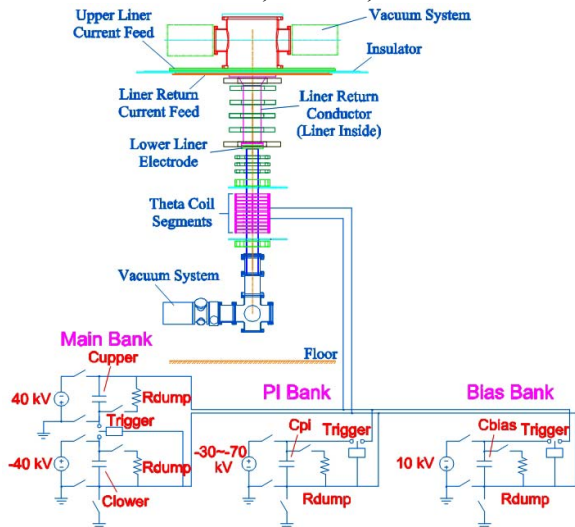 Upper Liner
Current Feed
Vacuum System
Insulator
Liner Return
Current Feed
Liner Return
Conductor
(Liner Inside)
Lower Liner
Electrode
Theta Coil
Segments
Vacuum System
Floor
Main Bank
Cupper
40 kV
Rdump
Trigger
-40 kV
Rdump
Clower
PI Bank
Cpi
Trigger
-30~-70
kV
Rdump
Bias Bank
Cbias
Trigger
10 kV
Rdump